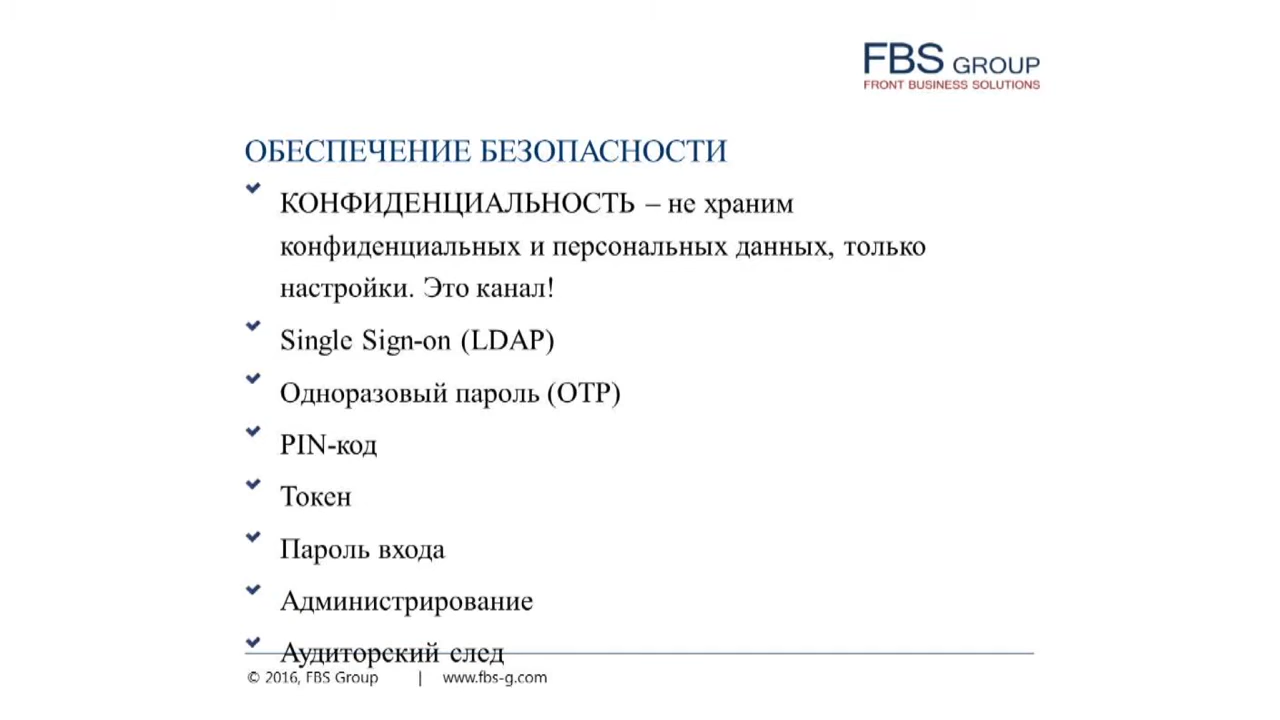 FBS GROUP
FRONT BUSINESS SOLUTIONS
ОБЕСПЕЧЕНИЕ БЕЗОПАСНОСТИ
КОНФИДЕНЦИАЛЬНОСТЬ – не храним
конфиденциальных и персональных данных, только
настройки. Это канал!
Single Sign-on (LDAP)
Одноразовый пароль (OTP)
PIN-код
Токен
Пароль входа
Администрирование
Аудиторский след
© 2016, FBS Group | www.fbs-g.com